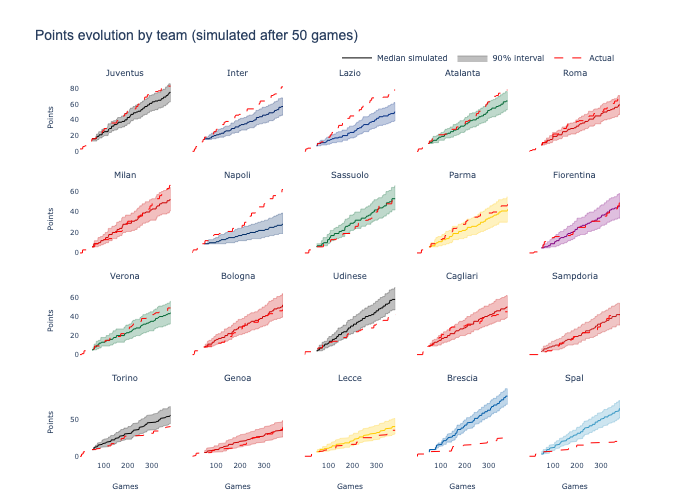 Points evolution by team (simulated after 50 games)
Median simulated 90% interval Actual
Juventus Inter Lazio Atalanta Roma
80
60
40
20
0
Points
Milan Napoli Sassuolo Parma Fiorentina
60
40
20
0
Points
Verona Bologna Udinese Cagliari Sampdoria
60
40
20
0
Points
Torino Genoa Lecce Brescia Spal
50
0
Points
100 200 300 100 200 300 100 200 300 100 200 300 100 200 300
Games Games Games Games Games